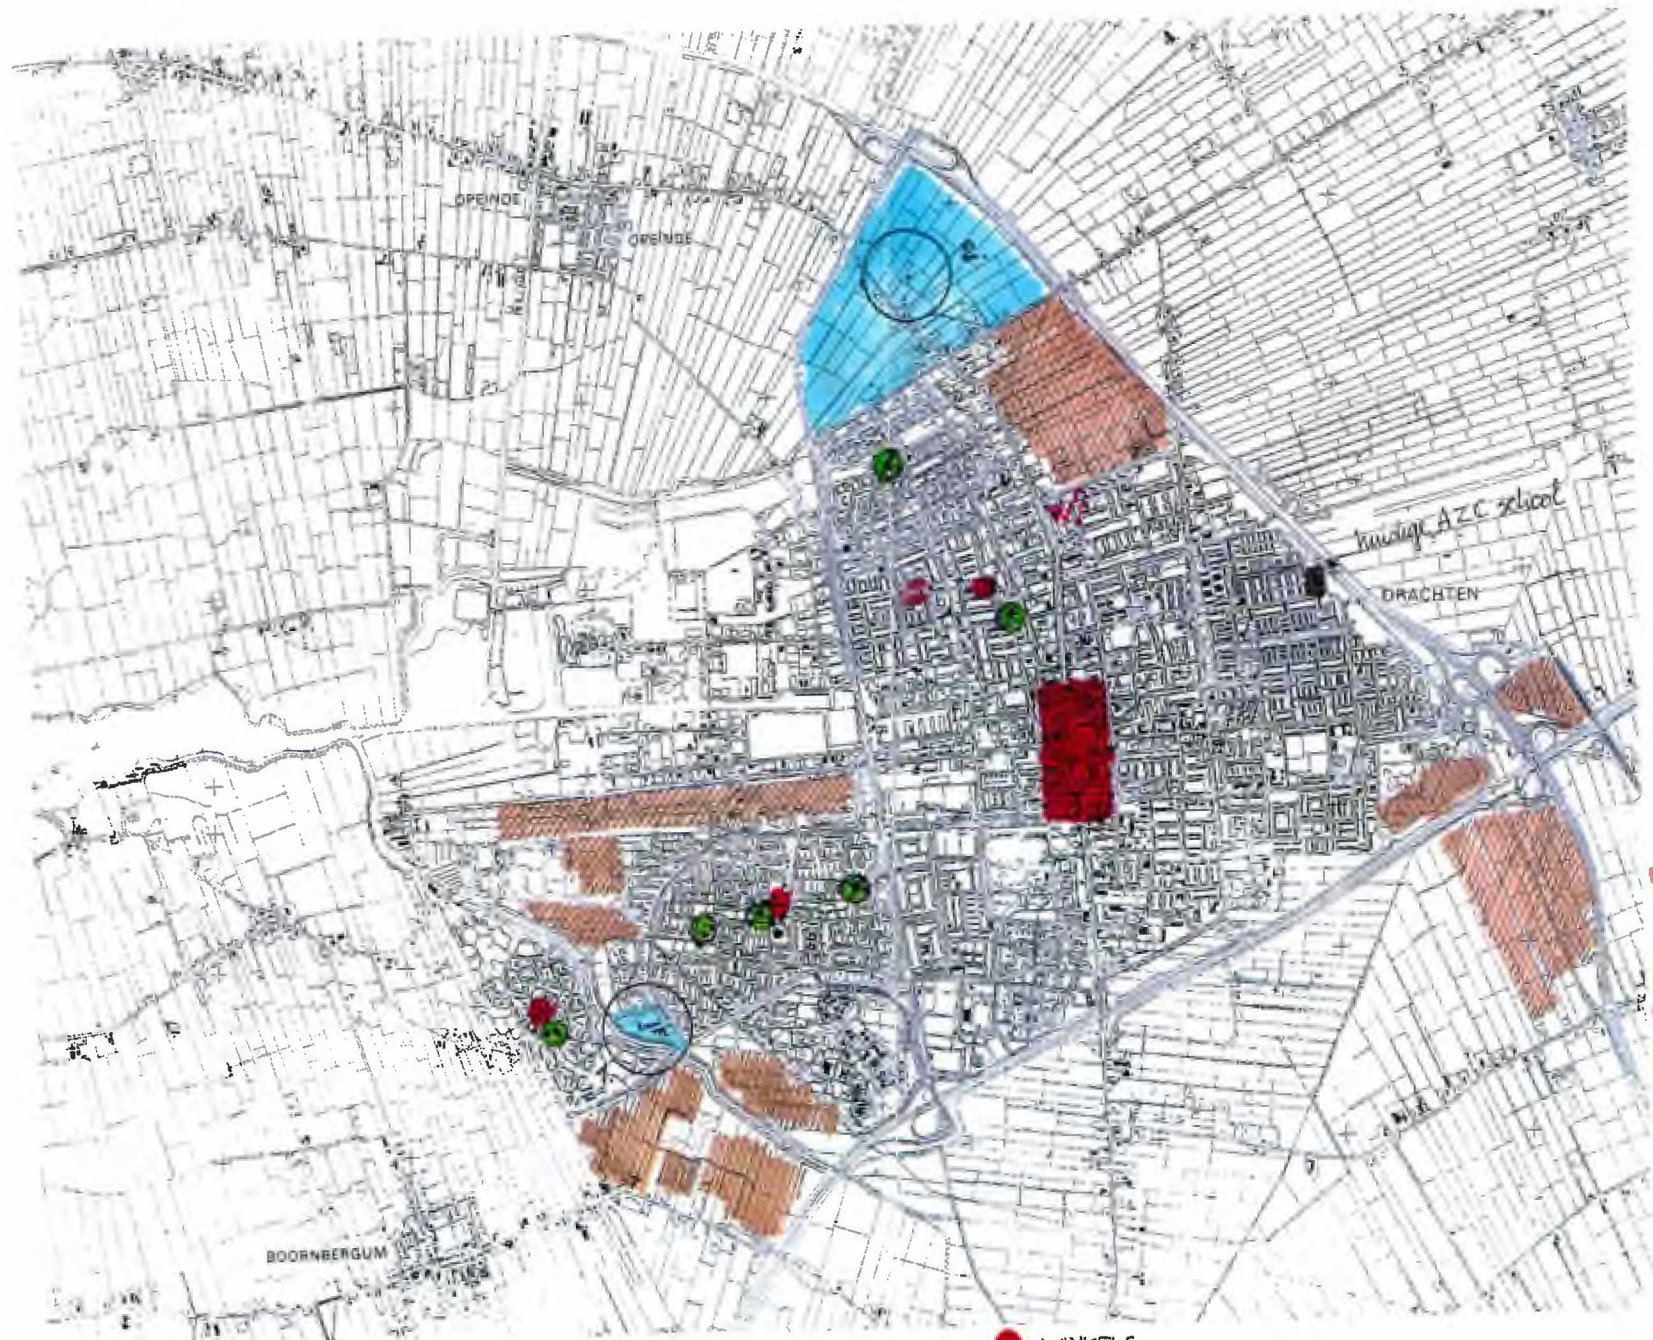 OPEINDE
OPEINDE
huidige AZC school
DRACHTEN
BOORNBERGUM